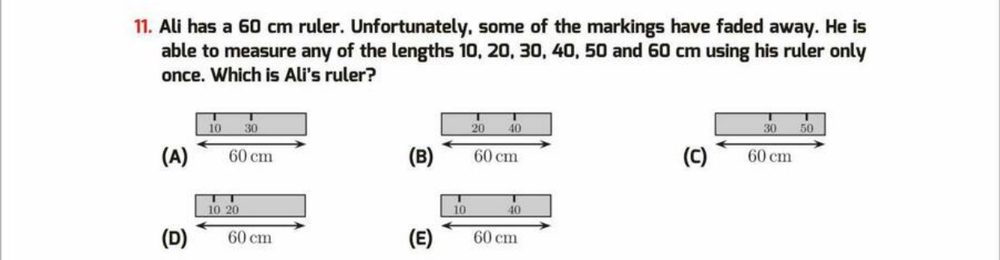 11. Ali has a 60 cm ruler. Unfortunately, some of the markings have faded away. He is
able to measure any of the lengths 10, 20, 30, 40, 50 and 60 cm using his ruler only
once. Which is Ali's ruler?
10 30
(A) 60 cm
20 40
(B) 60 cm
30 50
(C) 60 cm
10 20
(D) 60 cm
10 40
(E) 60 cm